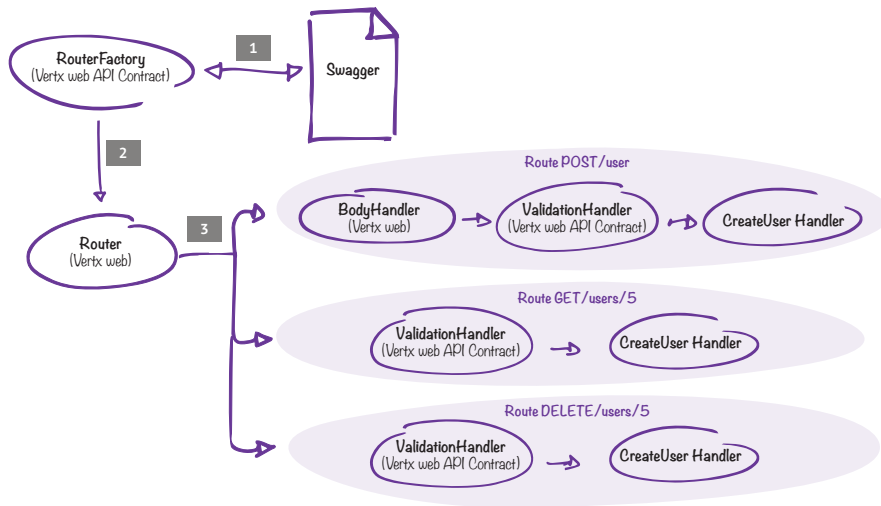 1
RouterFactory
(Vertx web API Contract)
Swagger
2
Route POST/user
BodyHandler
(Vertx web)
ValidationHandler
(Vertx web API Contract)
CreateUser Handler
Router
(Vertx web)
3
Route GET/users/5
ValidationHandler
(Vertx web API Contract)
CreateUser Handler
Route DELETE/users/5
ValidationHandler
(Vertx web API Contract)
CreateUser Handler